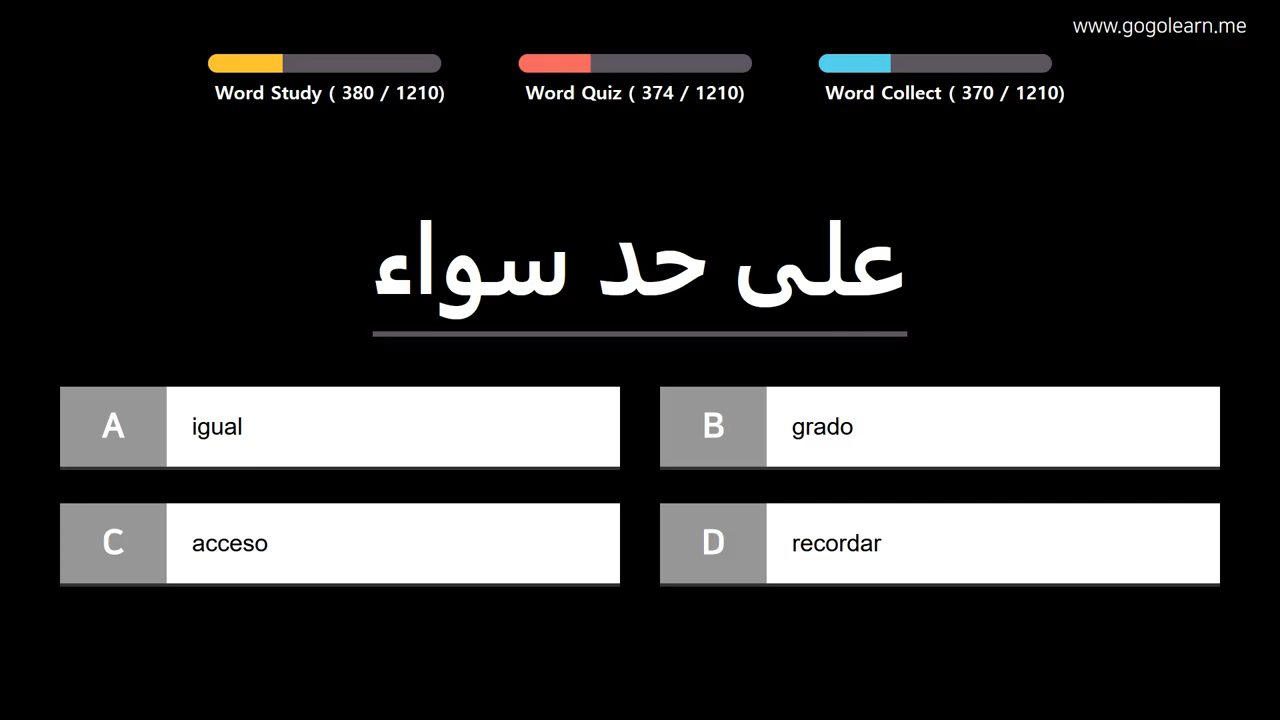 www.gogolearn.me
Word Study ( 380 / 1210)
Word Quiz ( 374 / 1210)
Word Collect ( 370 / 1210)
على حد سواء
A igual
B grado
C acceso
D recordar